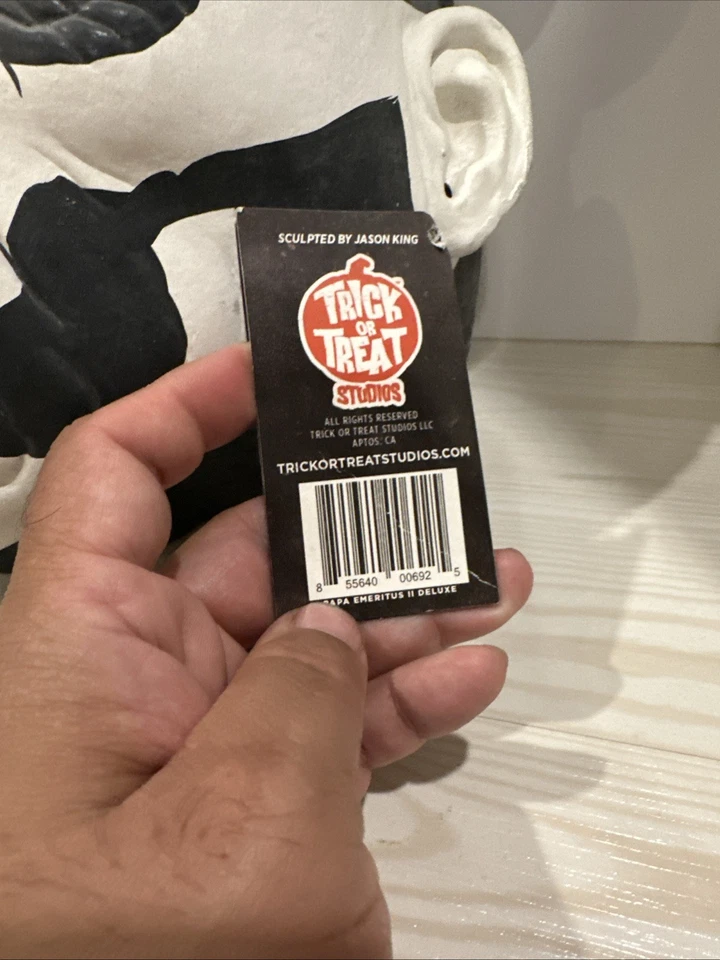 SCULPTED BY JASON KING
TRICK
OR
TREAT
STUDIOS
ALL RIGHTS RESERVED
TRICK OR TREAT STUDIOS LLC
APTOS, CA
TRICKORTREATSTUDIOS.COM
8 55640 00692 5
EMERITUS II DELUXE